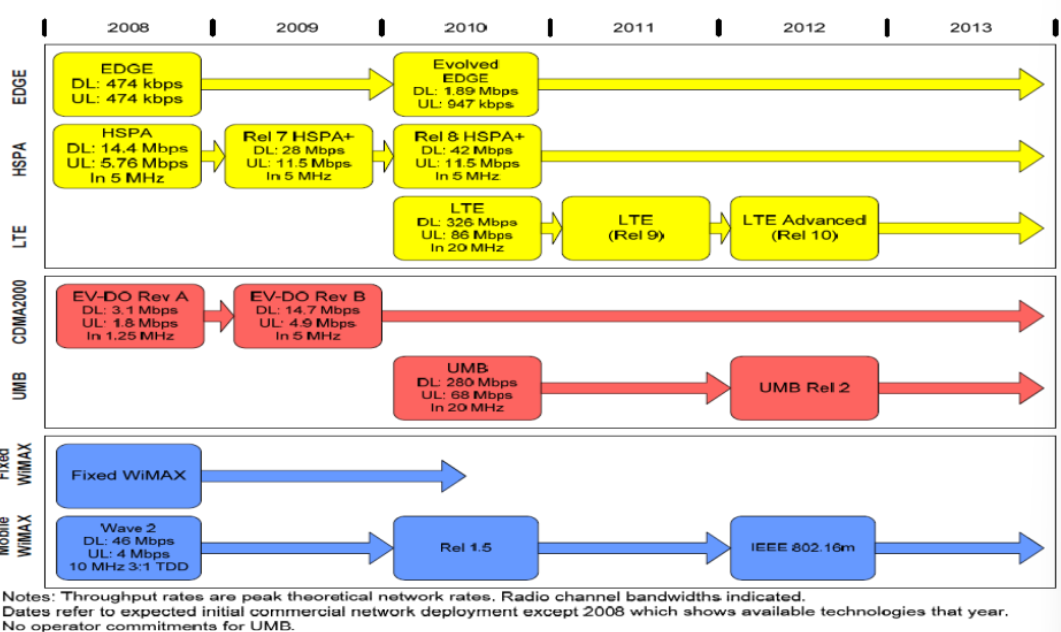 2008 2009 2010 2011 2012 2013
EDGE
EDGE
DL: 474 kbps
UL: 474 kbps
Evolved
EDGE
DL: 1.89 Mbps
UL: 947 kbps
HSPA
HSPA
DL: 14.4 Mbps
UL: 5.76 Mbps
In 5 MHz
Rel 7 HSPA+
DL: 28 Mbps
UL: 11.5 Mbps
In 5 MHz
Rel 8 HSPA+
DL: 42 Mbps
UL: 11.5 Mbps
In 5 MHz
LTE
LTE
DL: 326 Mbps
UL: 86 Mbps
In 20 MHz
LTE
(Rel 9)
LTE Advanced
(Rel 10)
CDMA2000
EV-DO Rev A
DL: 3.1 Mbps
UL: 1.8 Mbps
In 1.25 MHz
EV-DO Rev B
DL: 14.7 Mbps
UL: 4.9 Mbps
In 5 MHz
UMB
UMB
DL: 280 Mbps
UL: 68 Mbps
In 20 MHz
UMB Rel 2
Fixed
WiMAX
Fixed WiMAX
Mobile
WiMAX
Wave 2
DL: 46 Mbps
UL: 4 Mbps
10 MHz 3:1 TDD
Rel 1.5
IEEE 802.16m
Notes: Throughput rates are peak theoretical network rates. Radio channel bandwidths indicated.
Dates refer to expected initial commercial network deployment except 2008 which shows available technologies that year.
No operator commitments for UMB.